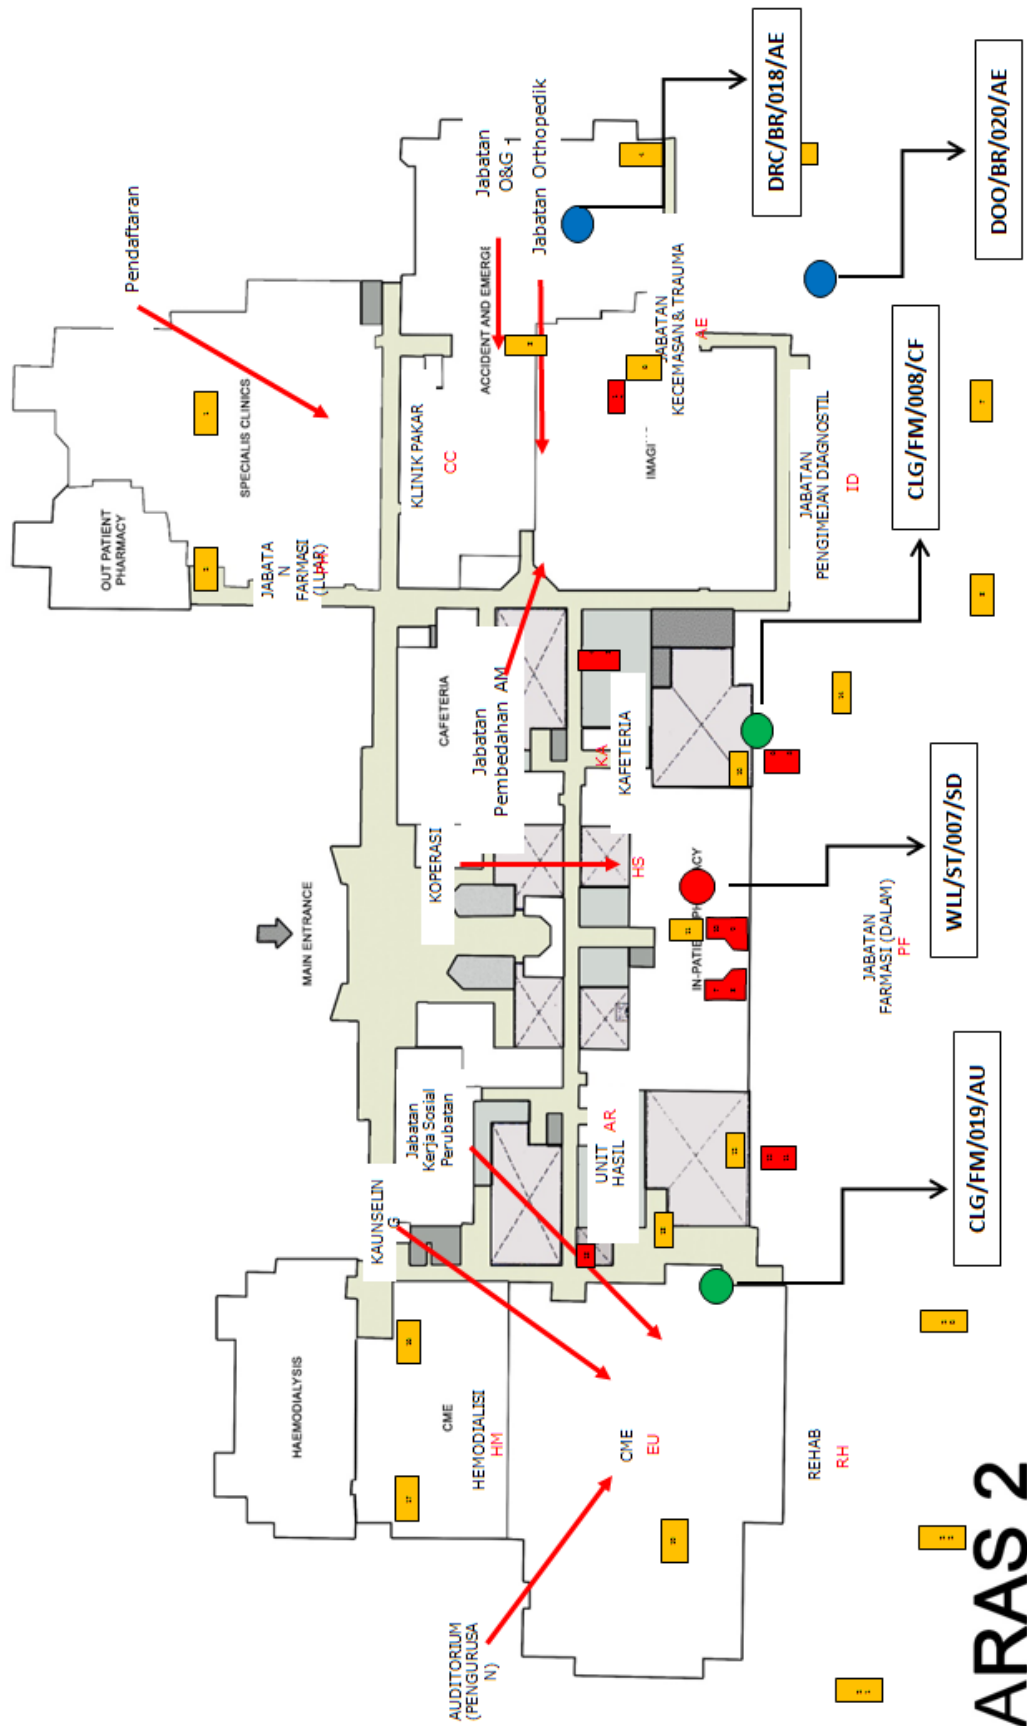 ARAS 2
AUDITORIUM
(PENGURUSA
N)
HAEMODIALYSIS
CME
HEMODIALISI
HM
CME
EU
REHAB
RH
KAUNSELIN
G
Jabatan
Kerja Sosial
Perubatan
UNIT
HASIL
AR
CLG/FM/019/AU
MAIN ENTRANCE
KOPERASI
HS
JABATAN
FARMASI (DALAM)
PF
WLL/ST/007/SD
CAFETERIA
Jabatan
Pembedahan AM
KA
KAFETERIA
CLG/FM/008/CF
OUT PATIENT
PHARMACY
JABATA
N
FARMASI
(LUAR)
SPECIALIS CLINICS
Pendaftaran
KLINIK PAKAR
CC
ACCIDENT AND EMERGE
Jabatan
O&G
Jabatan Orthopedik
IMAGI
JABATAN
KECEMASAN & TRAUMA
AE
JABATAN
PENGIMEJAN DIAGNOSTIL
ID
DRC/BR/018/AE
DOO/BR/020/AE